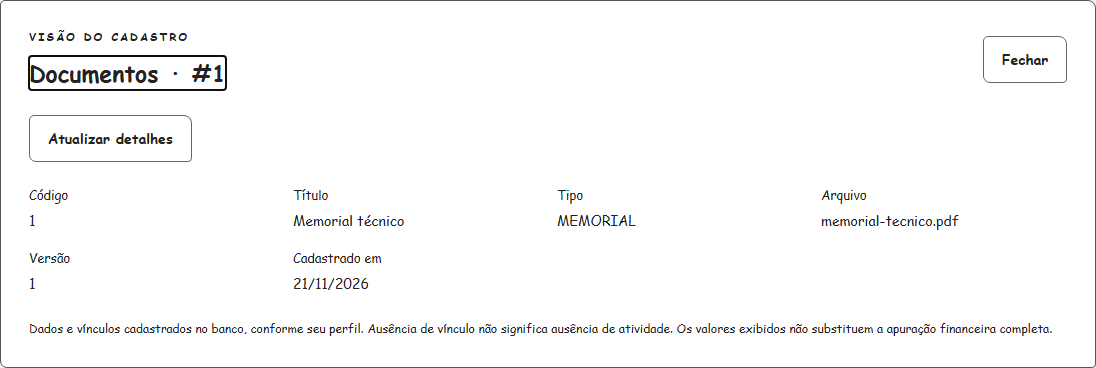 VISÃO DO CADASTRO
Documentos · #1
Fechar
Atualizar detalhes
Código
1
Título
Memorial técnico
Tipo
MEMORIAL
Arquivo
memorial-tecnico.pdf
Versão
1
Cadastrado em
21/11/2026
Dados e vínculos cadastrados no banco, conforme seu perfil. Ausência de vínculo não significa ausência de atividade. Os valores exibidos não substituem a apuração financeira completa.